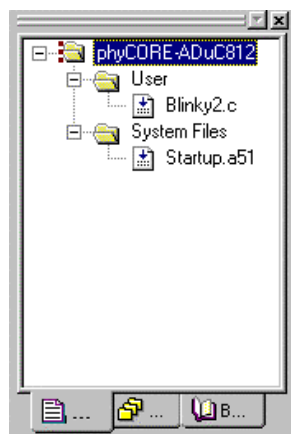 phyCORE-ADuC812
User
Blinky2.c
System Files
Startup.a51
... ... B...